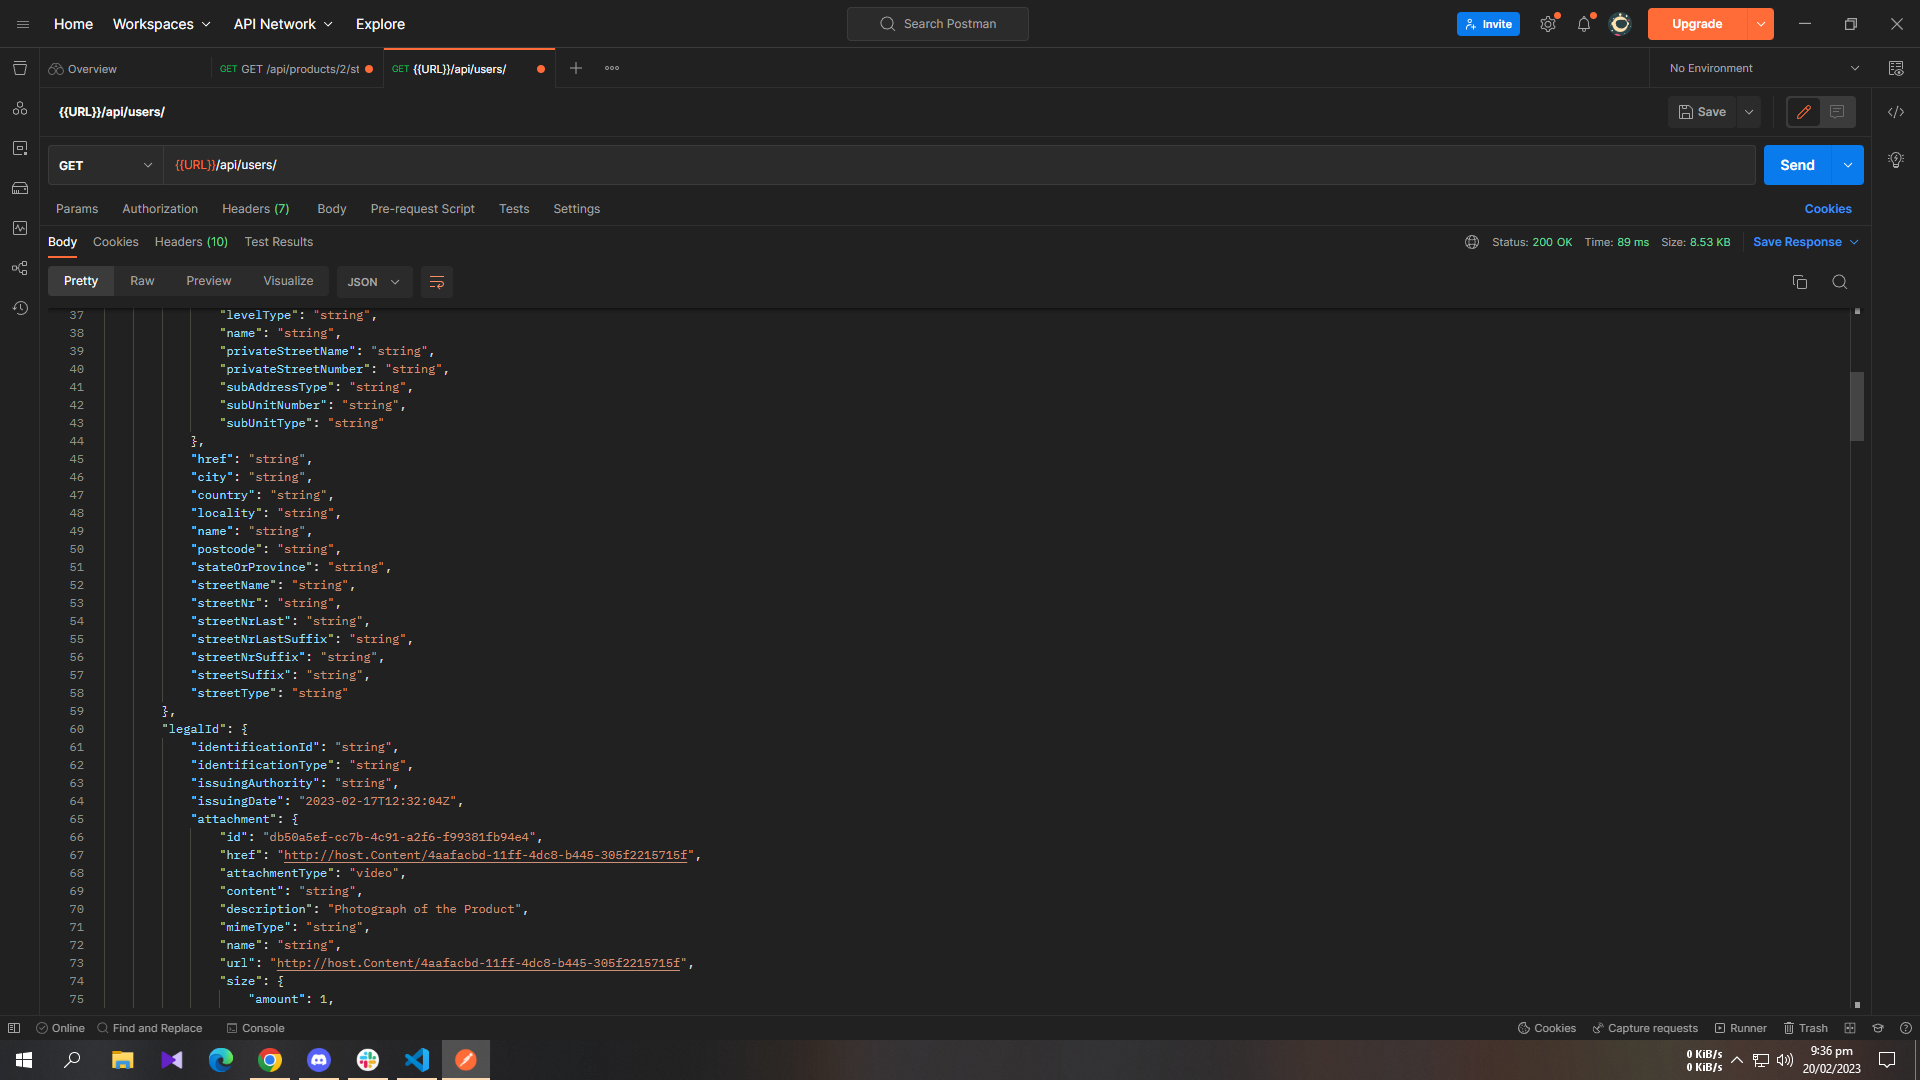 Home Workspaces API Network Explore Search Postman Invite Upgrade
Overview GET GET /api/products/2/st GET {{URL}}/api/users/ No Environment
{{URL}}/api/users/ Save
GET {{URL}}/api/users/ Send
Params Authorization Headers (7) Body Pre-request Script Tests Settings Cookies
Body Cookies Headers (10) Test Results Status: 200 OK Time: 89 ms Size: 8.53 KB Save Response
Pretty Raw Preview Visualize JSON
37 "levelType": "string",
38 "name": "string",
39 "privateStreetName": "string",
40 "privateStreetNumber": "string",
41 "subAddressType": "string",
42 "subUnitNumber": "string",
43 "subUnitType": "string"
44 },
45 "href": "string",
46 "city": "string",
47 "country": "string",
48 "locality": "string",
49 "name": "string",
50 "postcode": "string",
51 "stateOrProvince": "string",
52 "streetName": "string",
53 "streetNr": "string",
54 "streetNrLast": "string",
55 "streetNrLastSuffix": "string",
56 "streetNrSuffix": "string",
57 "streetSuffix": "string",
58 "streetType": "string"
59 },
60 "legalId": {
61 "identificationId": "string",
62 "identificationType": "string",
63 "issuingAuthority": "string",
64 "issuingDate": "2023-02-17T12:32:04Z",
65 "attachment": {
66 "id": "db50a5ef-cc7b-4c91-a2f6-f99381fb94e4",
67 "href": "http://host.Content/4aafacbd-11ff-4dc8-b445-305f2215715f",
68 "attachmentType": "video",
69 "content": "string",
70 "description": "Photograph of the Product",
71 "mimeType": "string",
72 "name": "string",
73 "url": "http://host.Content/4aafacbd-11ff-4dc8-b445-305f2215715f",
74 "size": {
75 "amount": 1,
Online Find and Replace Console Cookies Capture requests Runner Trash
0 KiB/s
0 KiB/s
9:36 pm
20/02/2023